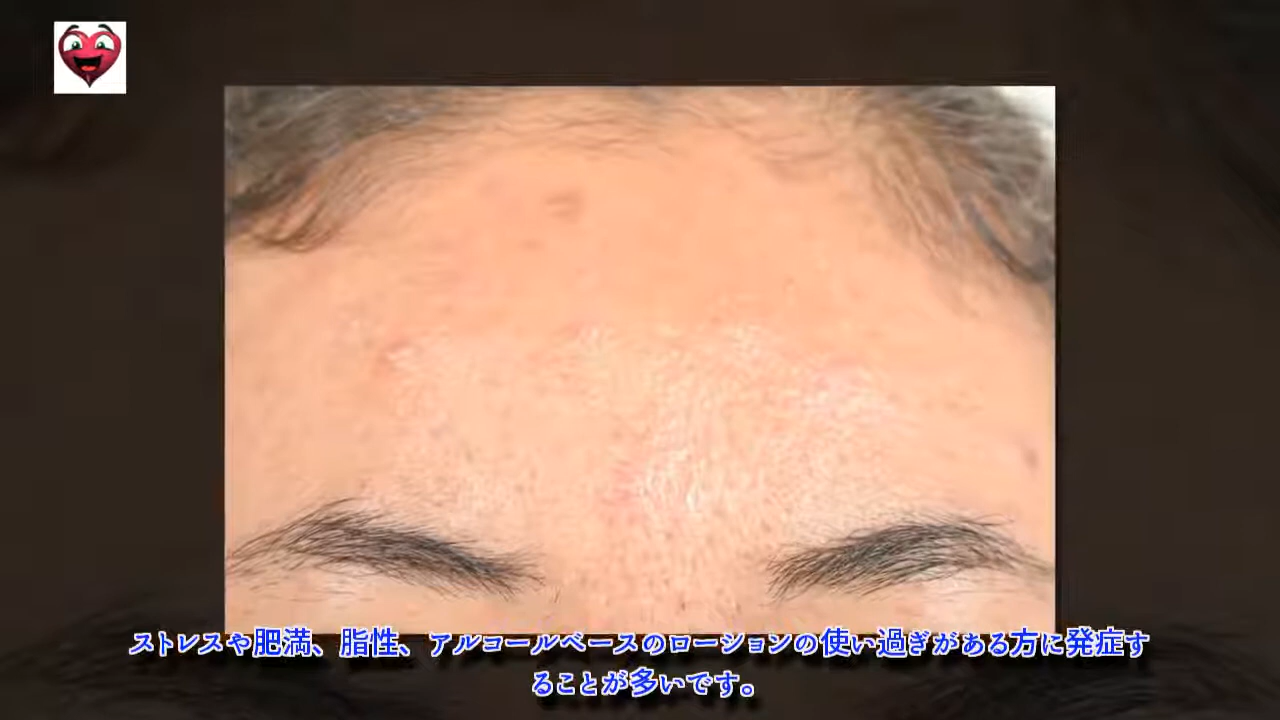 ストレスや肥満、脂性、アルコールベースのローションの使い過ぎがある方に発症す
ることが多いです。